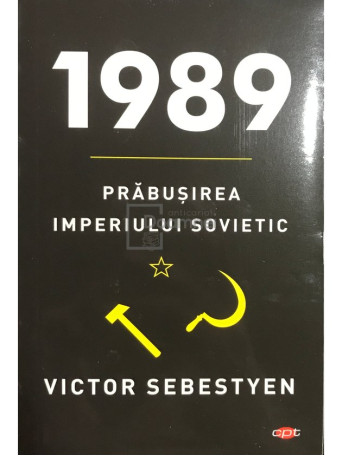 1989
PRĂBUȘIREA
IMPERIULUI SOVIETIC
VICTOR SEBESTYEN
cpt